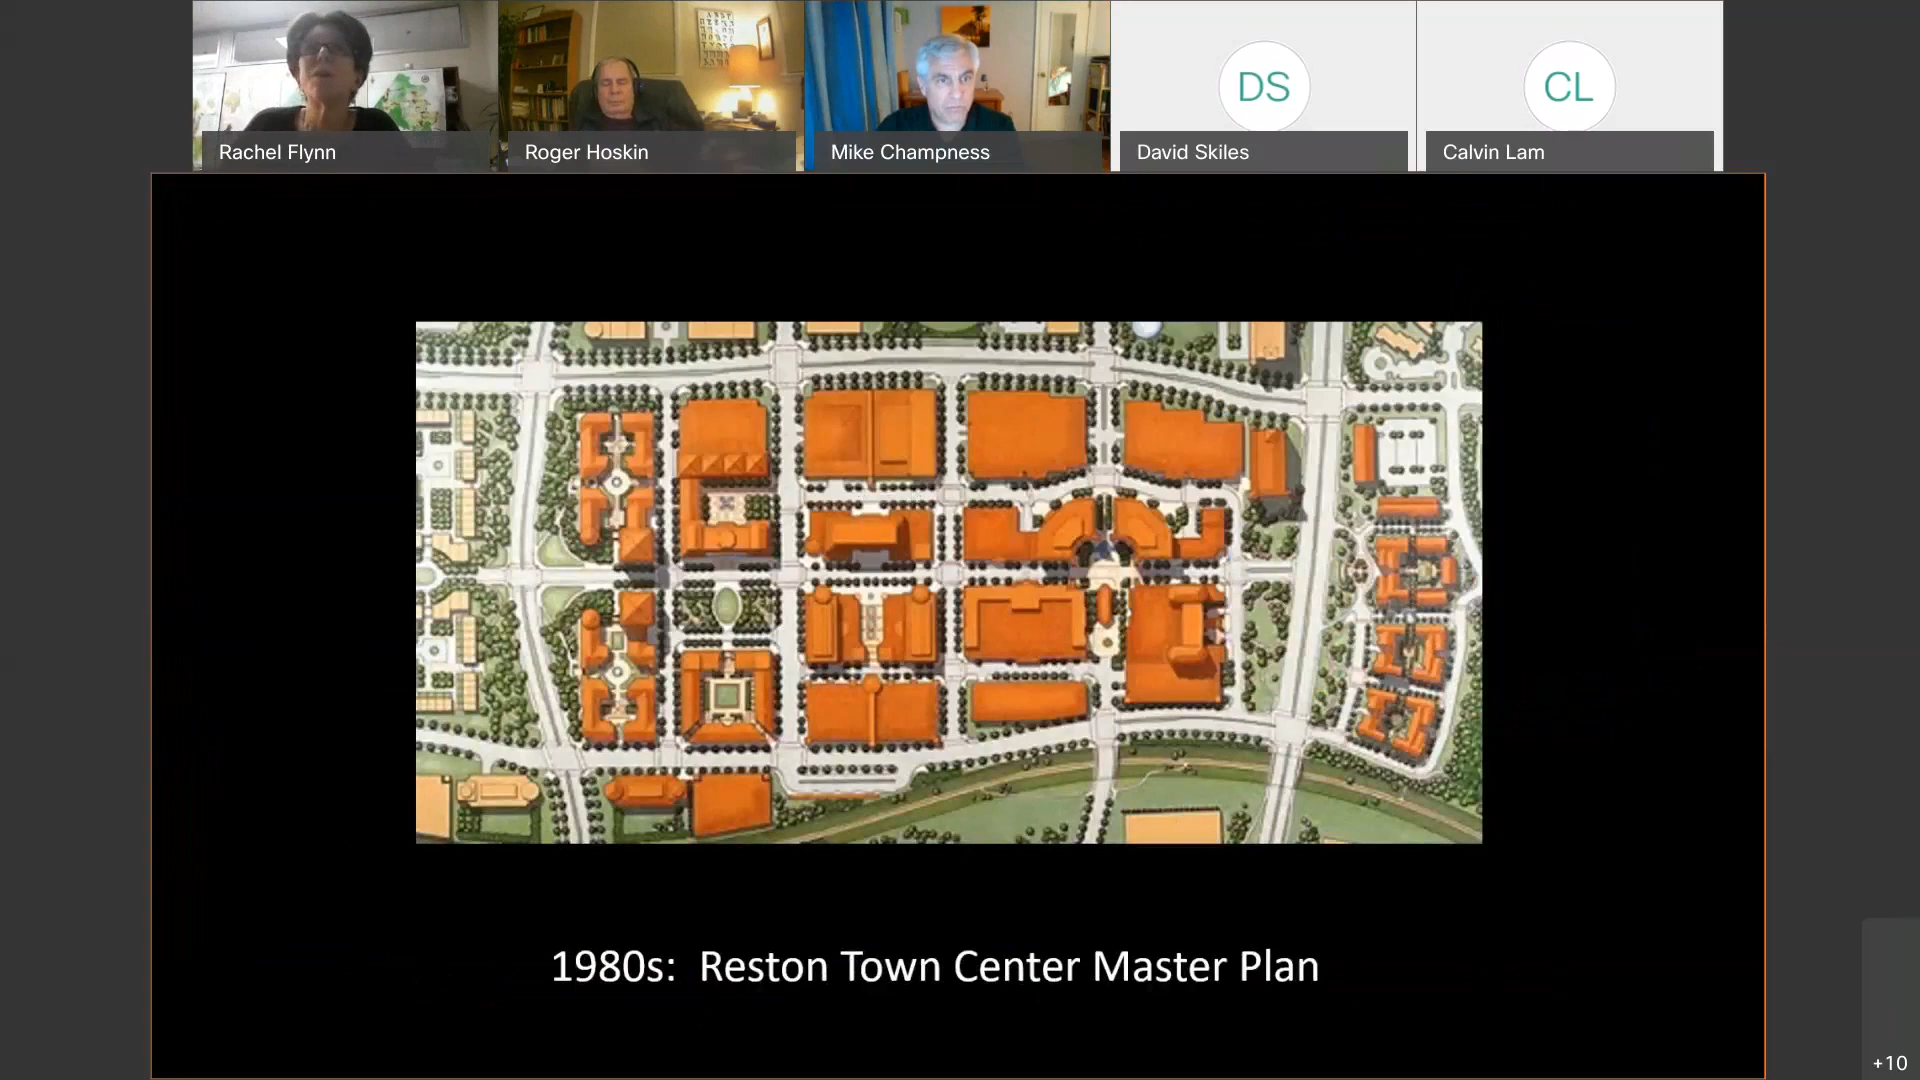 Rachel Flynn
Roger Hoskin
Mike Champness
DS
David Skiles
CL
Calvin Lam
1980s: Reston Town Center Master Plan
+10